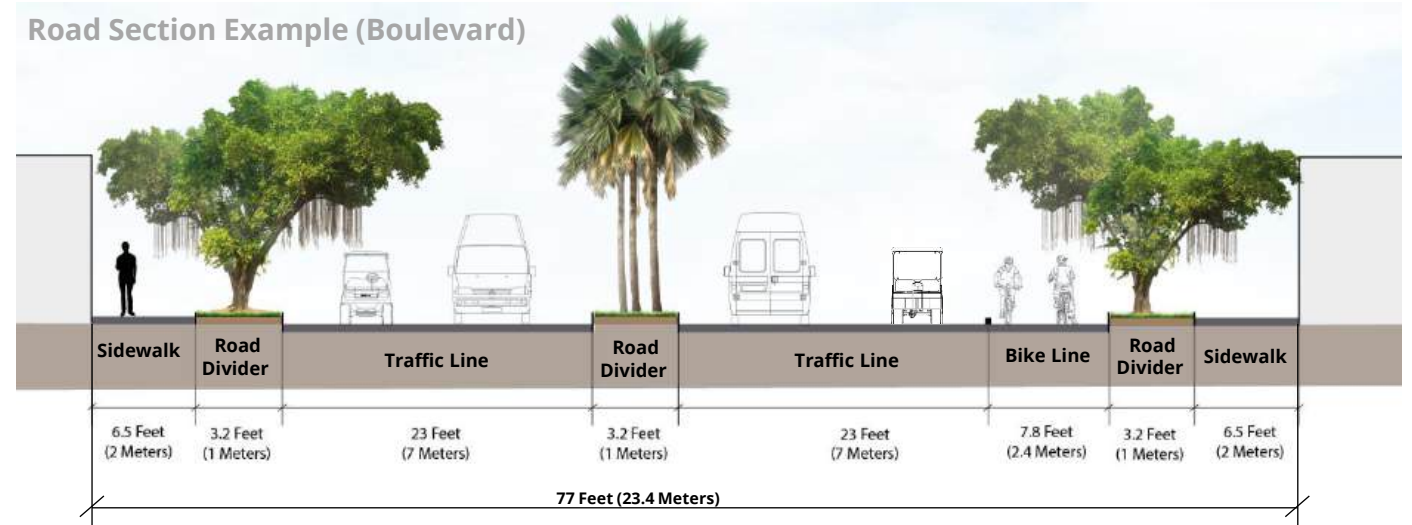 Road Section Example (Boulevard)
Sidewalk
Road
Divider
Traffic Line
Road
Divider
Traffic Line
Bike Line
Road
Divider
Sidewalk
6.5 Feet
(2 Meters)
3.2 Feet
(1 Meters)
23 Feet
(7 Meters)
3.2 Feet
(1 Meters)
23 Feet
(7 Meters)
7.8 Feet
(2.4 Meters)
3.2 Feet
(1 Meters)
6.5 Feet
(2 Meters)
77 Feet (23.4 Meters)